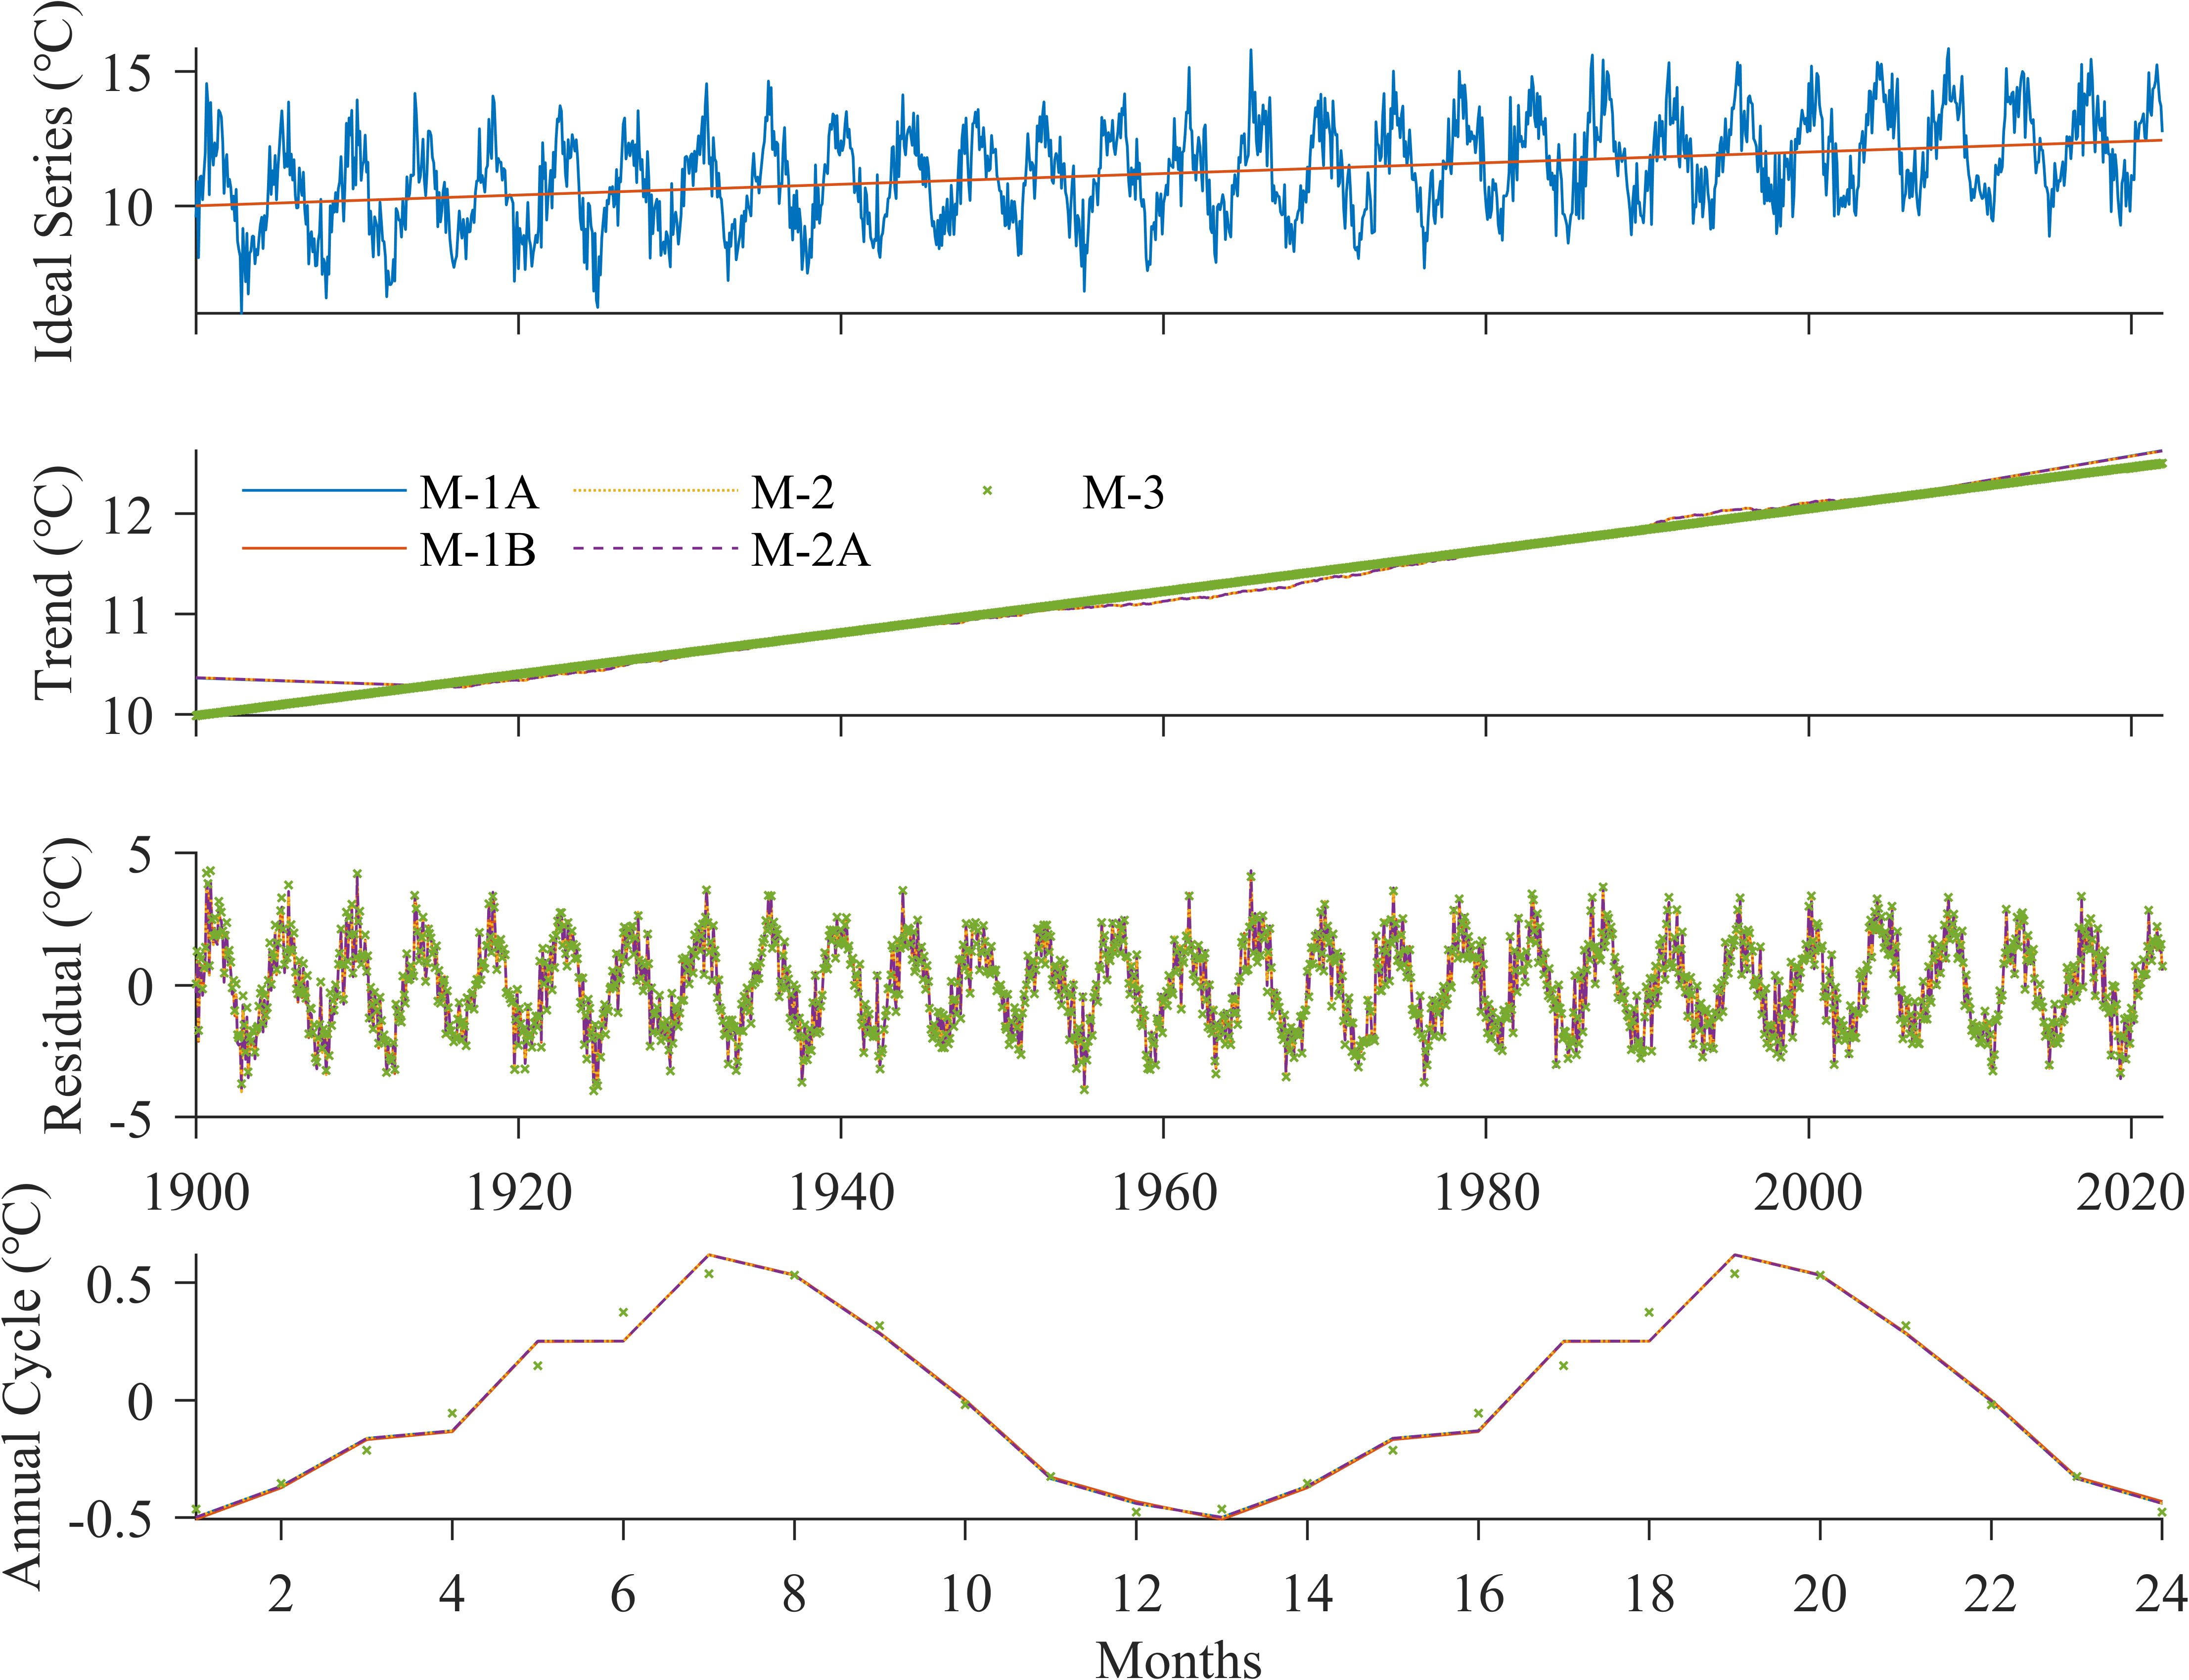 Ideal Series (°C)
15
10
Trend (°C)
12
11
10
M-1A
M-2
M-3
M-1B
M-2A
Residual (°C)
5
0
-5
1900 1920 1940 1960 1980 2000 2020
Annual Cycle (°C)
0.5
0
-0.5
2 4 6 8 10 12 14 16 18 20 22 24
Months